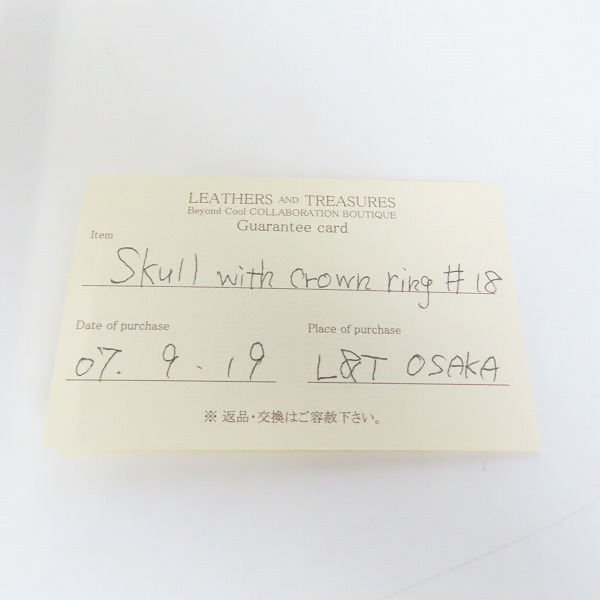 LEATHERS AND TREASURES
Beyond Cool COLLABORATION BOUTIQUE
Guarantee card
Item
Skull with crown ring #18
Date of purchase
Place of purchase
07. 9. 19
L&T OSAKA
※ 返品・交換はご容赦下さい。